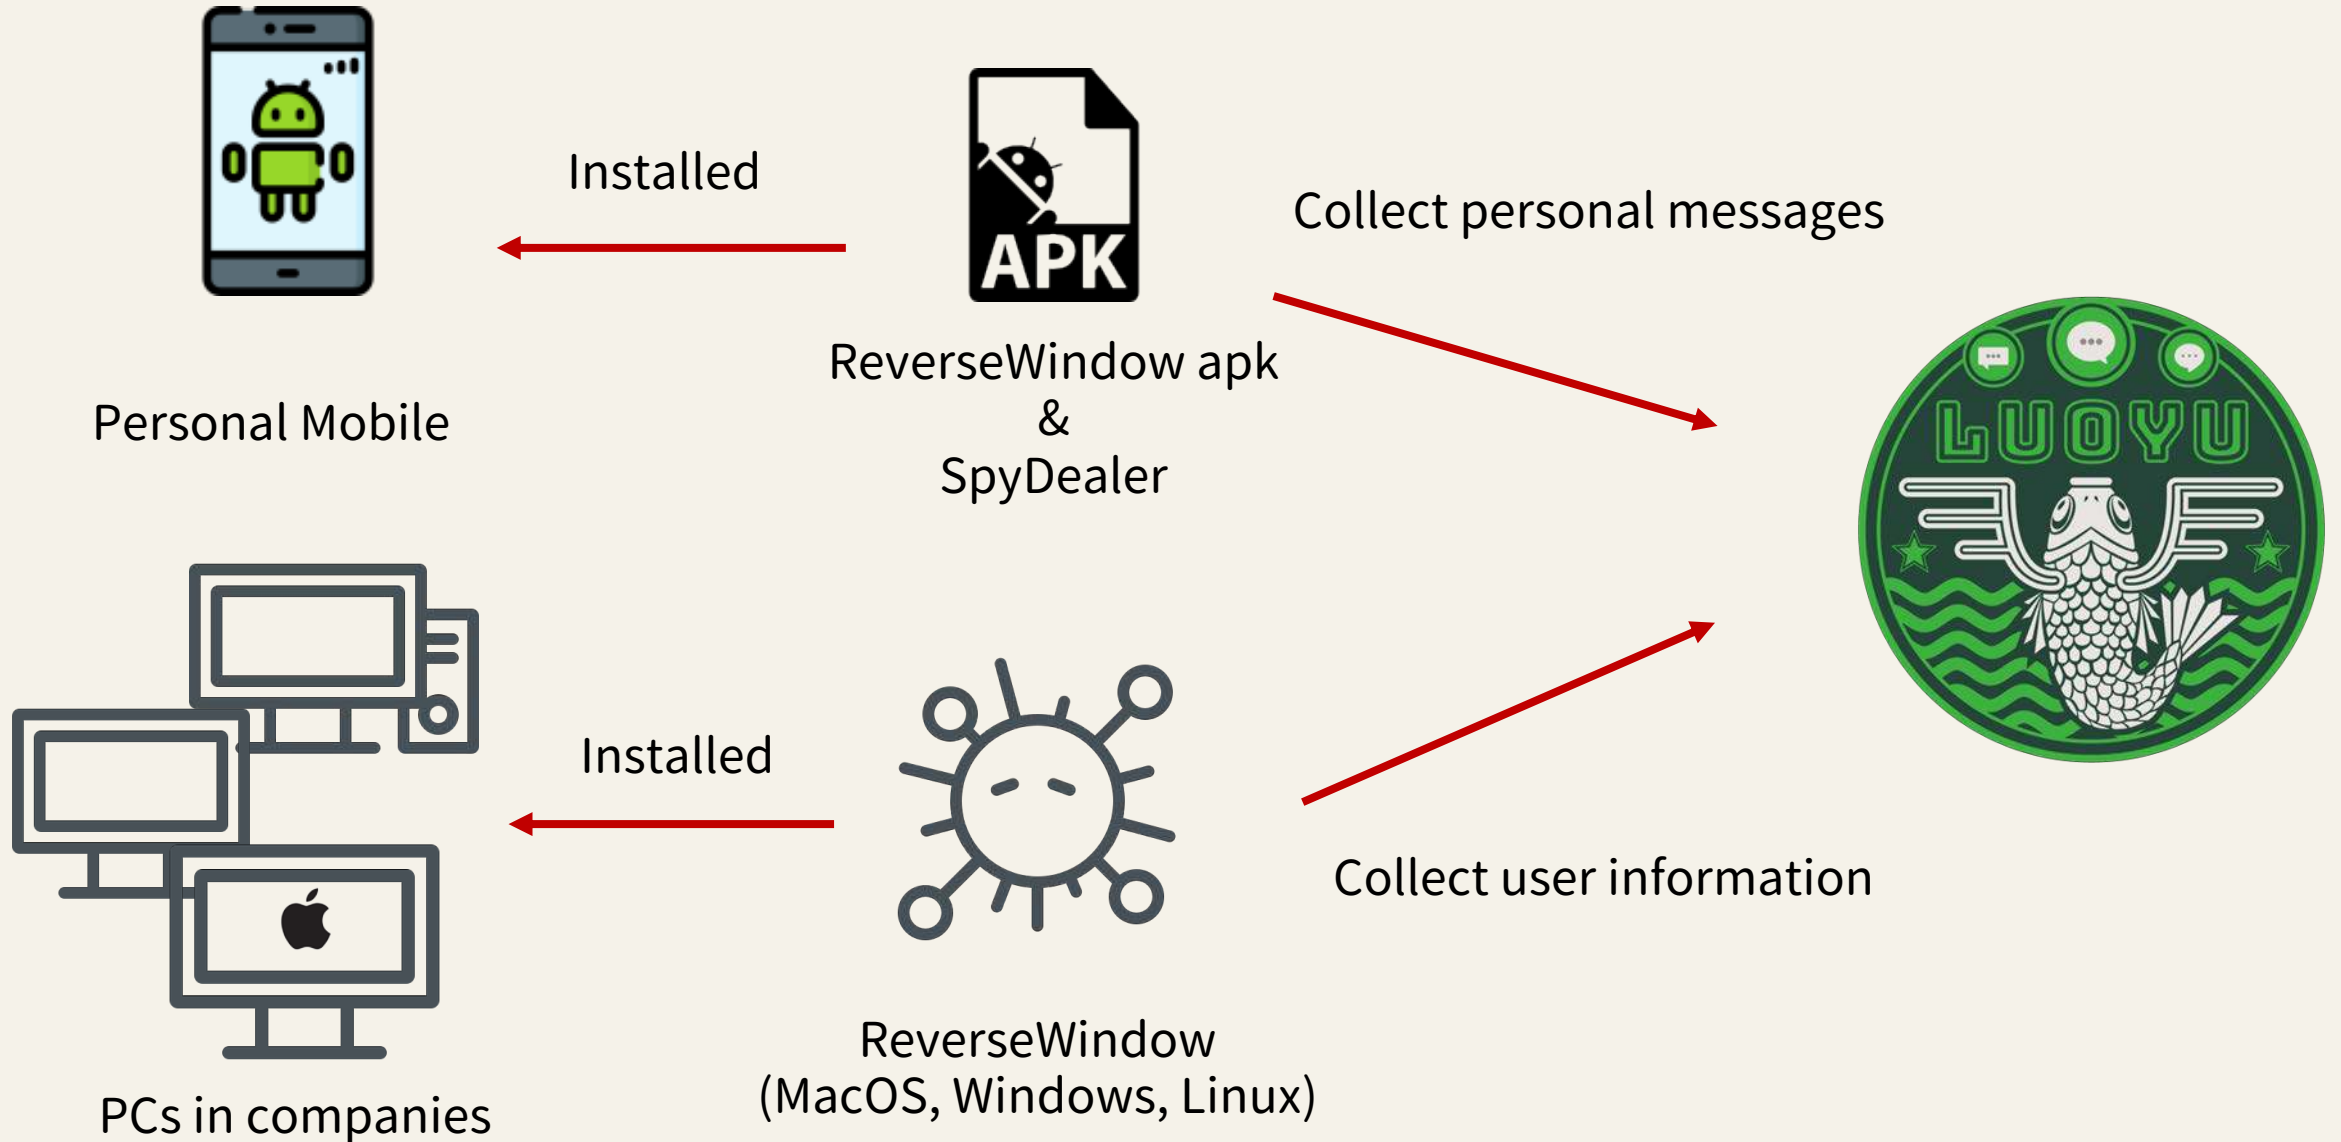 Installed
APK
Collect personal messages
Personal Mobile
ReverseWindow apk
&
SpyDealer
LUOYU
Installed
Collect user information
PCs in companies
ReverseWindow
(MacOS, Windows, Linux)